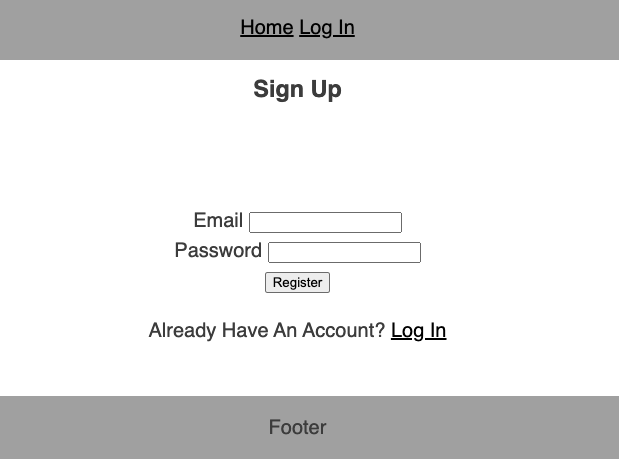 Home Log In
Sign Up
Email
Password
Register
Already Have An Account? Log In
Footer